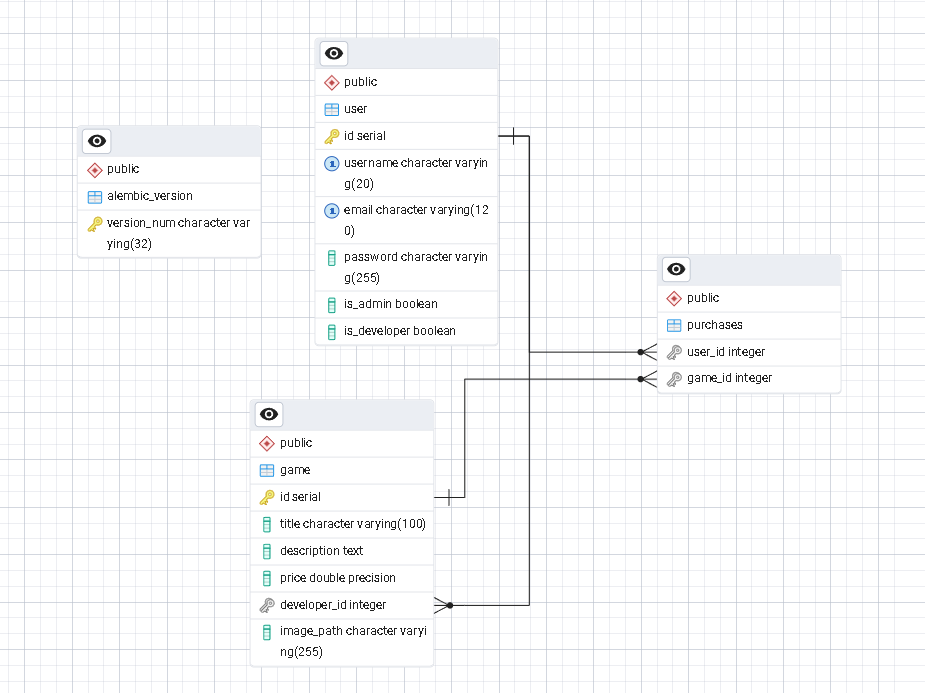 public
alembic_version
version_num character var
ying(32)
public
user
id serial
username character varyin
g(20)
email character varying(12
0)
password character varyin
g(255)
is_admin boolean
is_developer boolean
public
purchases
user_id integer
game_id integer
public
game
id serial
title character varying(100)
description text
price double precision
developer_id integer
image_path character varyi
ng(255)